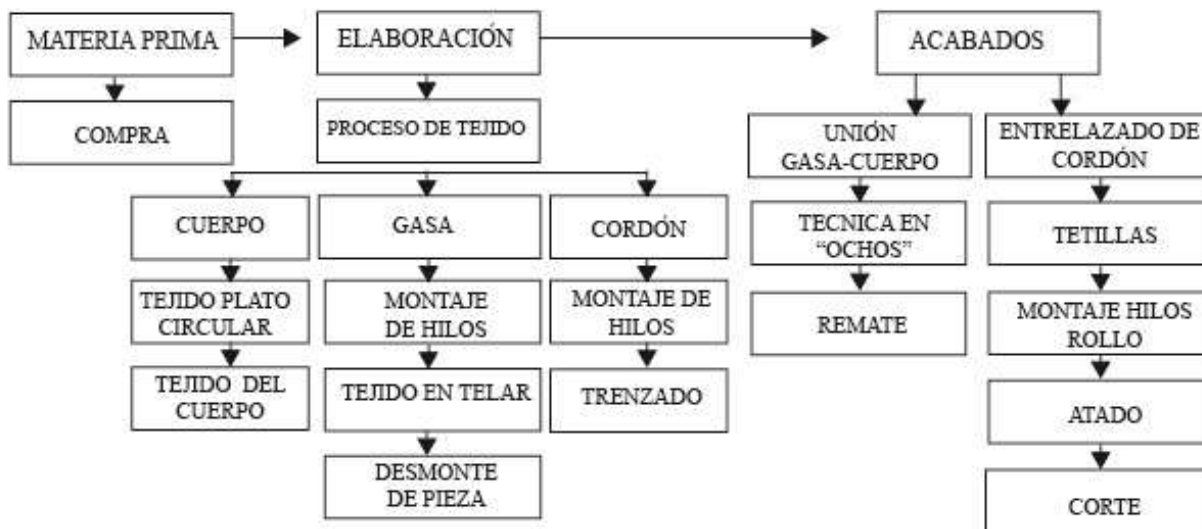 MATERIA PRIMA
ELABORACIÓN
ACABADOS
COMPRA
PROCESO DE TEJIDO
UNIÓN
GASA-CUERPO
ENTRELAZADO DE
CORDÓN
CUERPO
GASA
CORDÓN
TECNICA EN
“OCHOS”
TETILLAS
TEJIDO PLATO
CIRCULAR
MONTAJE
DE HILOS
MONTAJE DE
HILOS
REMATE
MONTAJE HILOS
ROLLO
TEJIDO DEL
CUERPO
TEJIDO EN TELAR
TRENZADO
ATADO
DESMONTE
DE PIEZA
CORTE